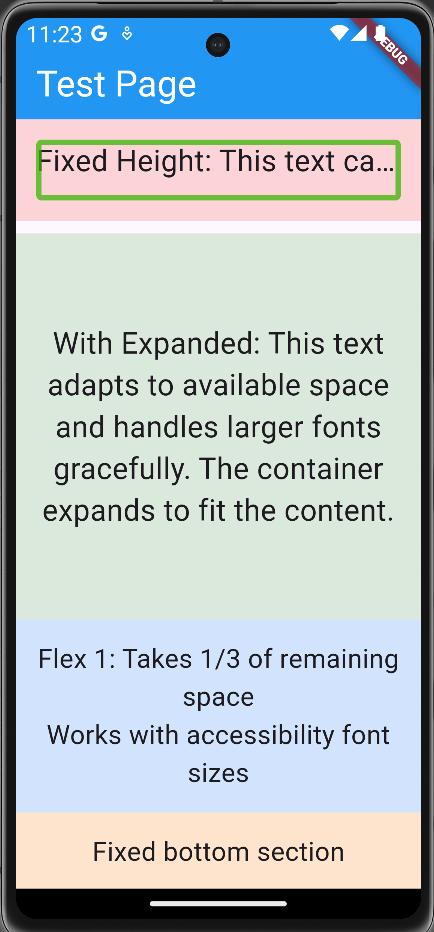 11:23 G
DEBUG
Test Page
Fixed Height: This text ca...
With Expanded: This text
adapts to available space
and handles larger fonts
gracefully. The container
expands to fit the content.
Flex 1: Takes 1/3 of remaining
space
Works with accessibility font
sizes
Fixed bottom section